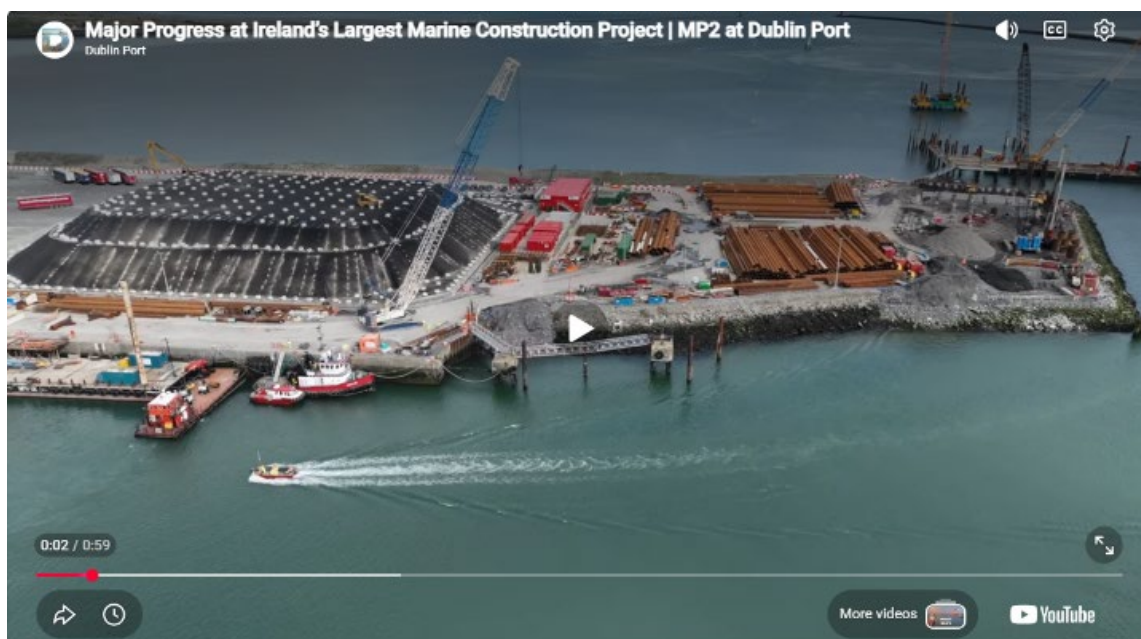 Major Progress at Ireland's Largest Marine Construction Project | MP2 at Dublin Port
Dublin Port
CC
0:02 / 0:59
More videos
YouTube